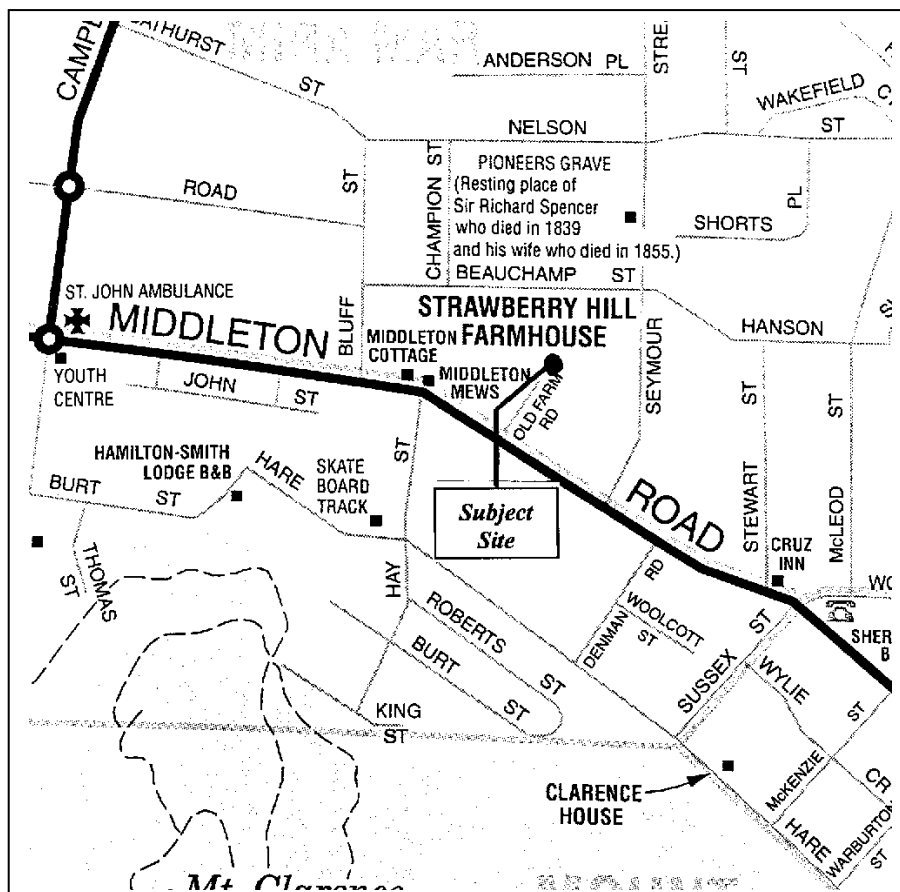 CAMPL
BATHURST
ST
ANDERSON PL
STRE
ST
WAKEFIELD
ST
NELSON
ROAD
ST
CHAMPION ST
PIONEERS GRAVE
(Resting place of
Sir Richard Spencer
who died in 1839
and his wife who died in 1855.)
SHORTS
PL
BEAUCHAMP ST
ST. JOHN AMBULANCE
MIDDLETON
BLUFF
STRAWBERRY HILL
FARMHOUSE
HANSON
MIDDLETON
COTTAGE
MIDDLETON
MEWS
SEYMOUR
YOUTH
CENTRE
JOHN
ST
OLD FARM
RD
ST
ST
HAMILTON-SMITH
LODGE B&B
HARE
SKATE
BOARD
TRACK
ST
BURT
ST
Subject
Site
ROAD
STEWART
McLEOD
CRUZ
INN
THOMAS
ST
HAY
ROBERTS
ST
BURT
ST
DENMAN
RD
WOOLCOTT
ST
SUSSEX
ST
WYLIE
SHER
B
KING
ST
ST
McKENZIE
CR
CLARENCE
HOUSE
HARE
WARBURTON
ST
Mt. Clarence